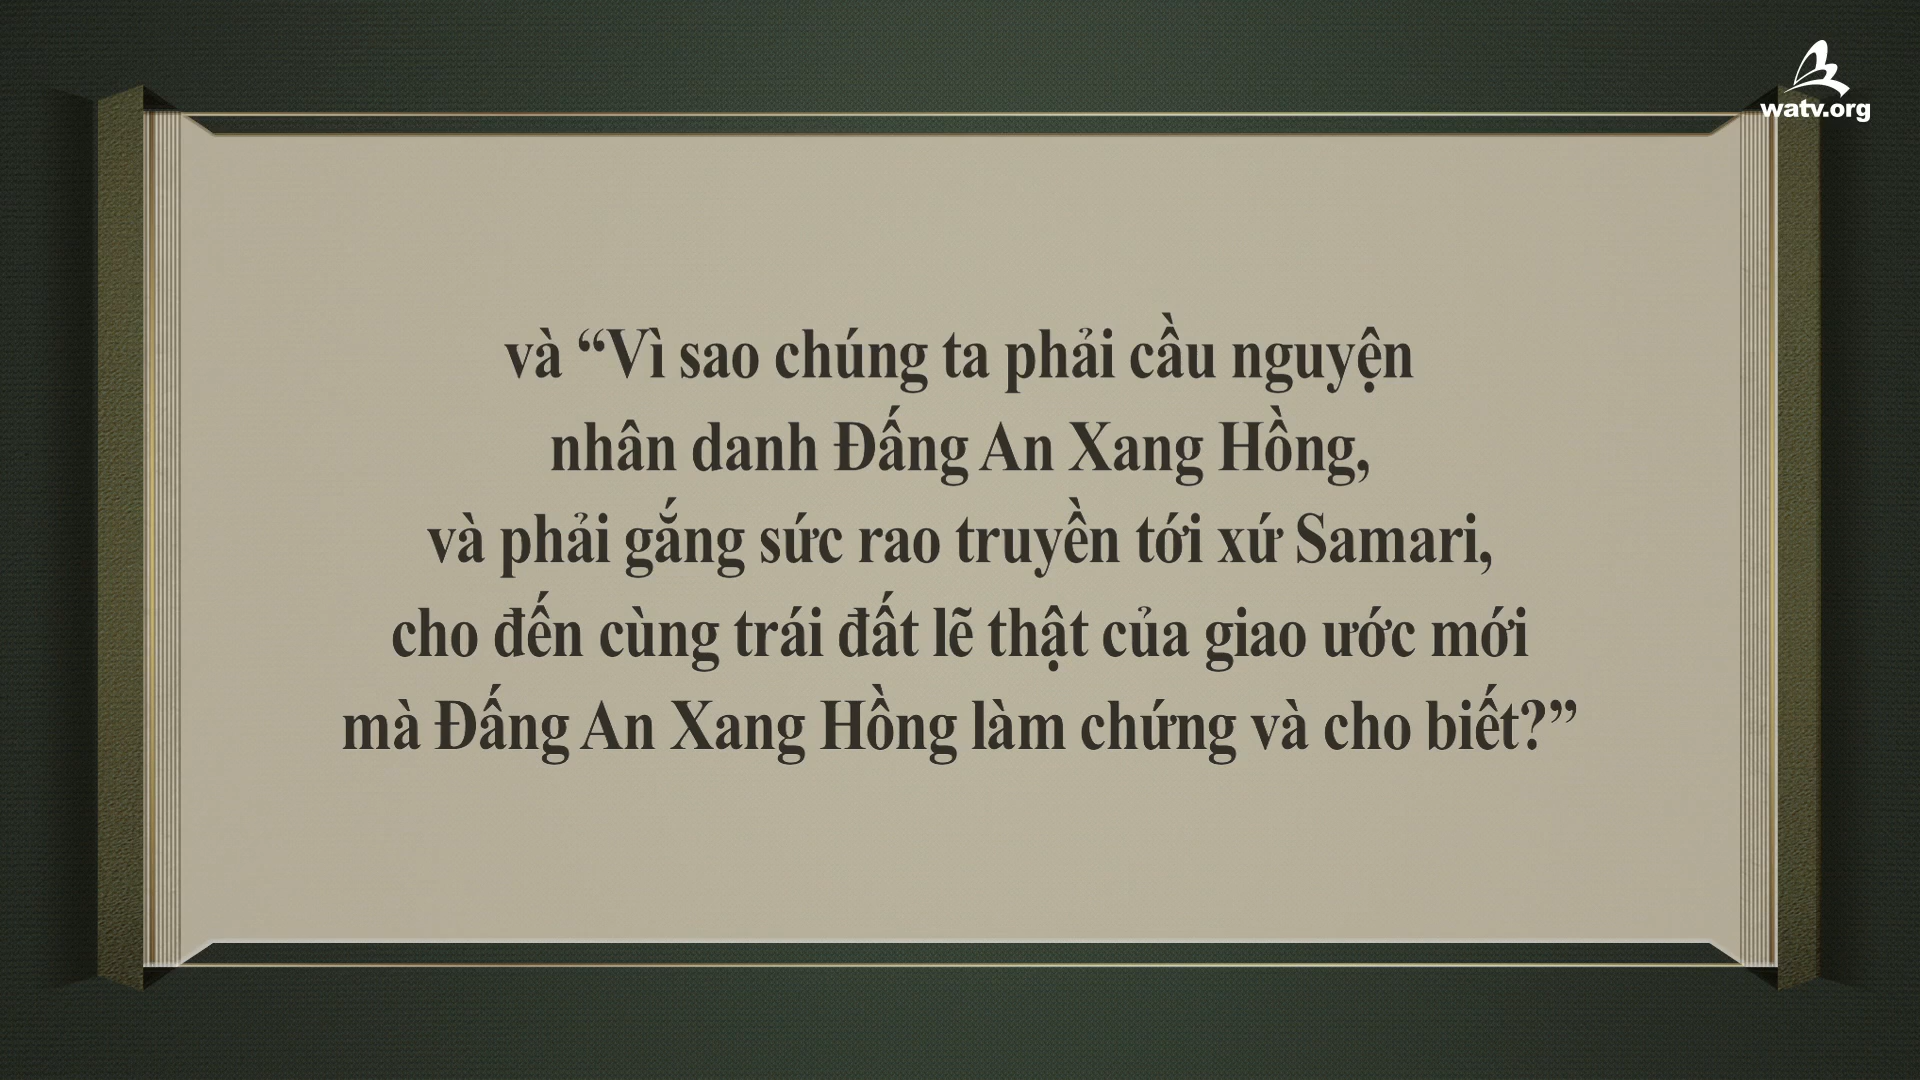 watv.org
và “Vì sao chúng ta phải cầu nguyện
nhân danh Đấng An Xang Hồng,
và phải gắng sức rao truyền tới xứ Samari,
cho đến cùng trái đất lẽ thật của giao ước mới
mà Đấng An Xang Hồng làm chứng và cho biết?”